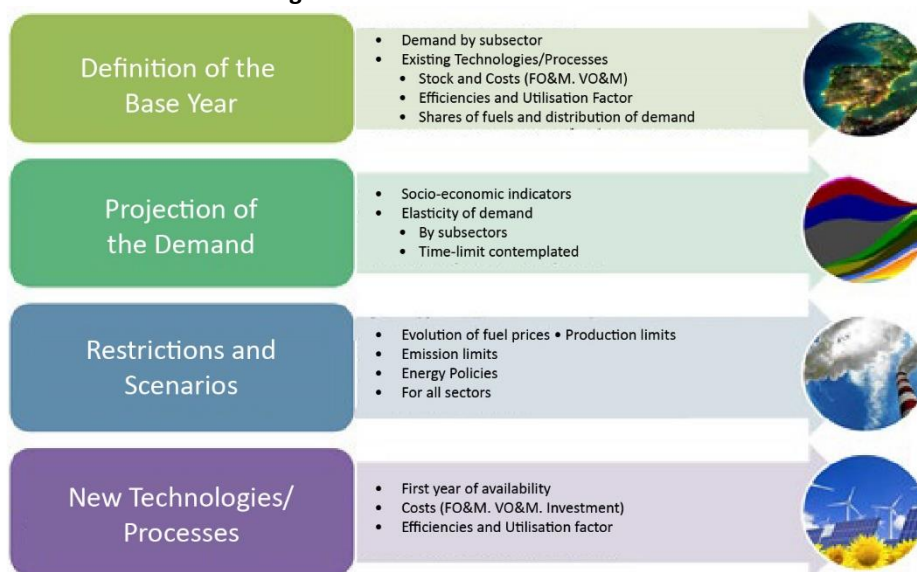 Definition of the
Base Year
• Demand by subsector
• Existing Technologies/Processes
• Stock and Costs (FO&M. VO&M)
• Efficiencies and Utilisation Factor
• Shares of fuels and distribution of demand
Projection of
the Demand
• Socio-economic indicators
• Elasticity of demand
• By subsectors
• Time-limit contemplated
Restrictions and
Scenarios
• Evolution of fuel prices • Production limits
• Emission limits
• Energy Policies
• For all sectors
New Technologies/
Processes
• First year of availability
• Costs (FO&M. VO&M. Investment)
• Efficiencies and Utilisation factor